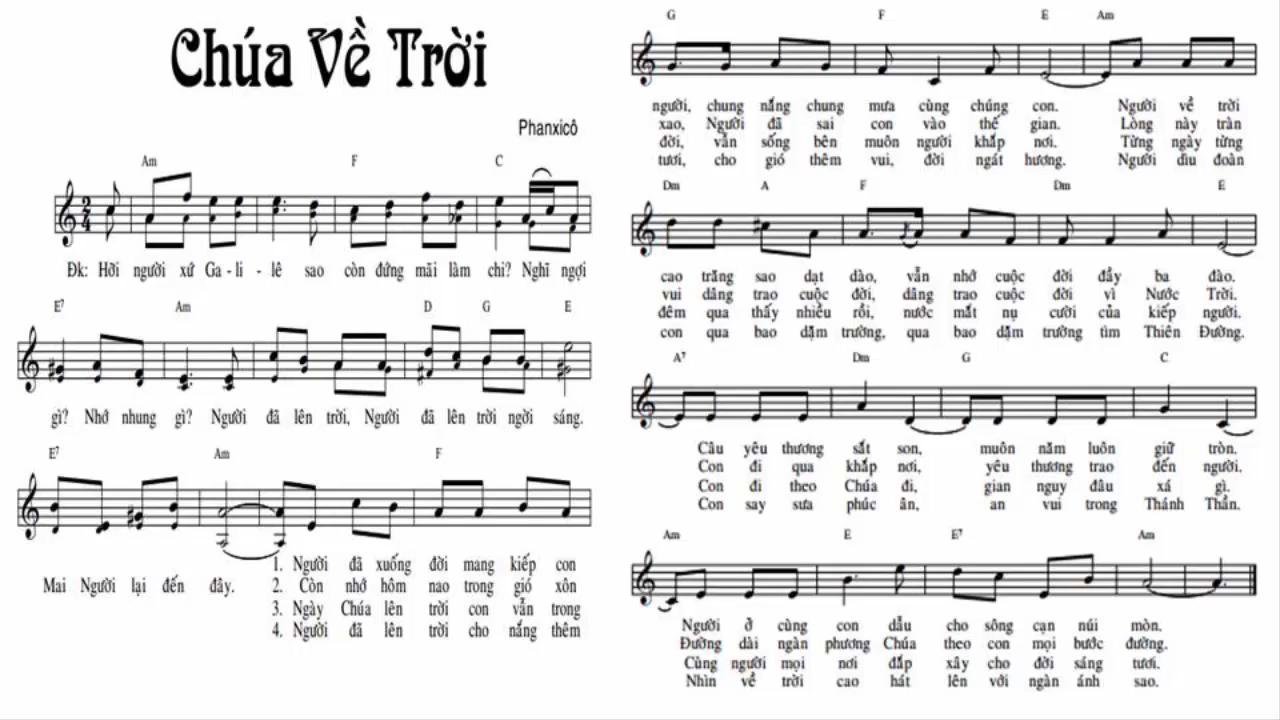 Chúa Về Trời
Phanxicô
Am F C
2
4
Đk: Hỡi người xứ Ga - li - lê sao còn đứng mãi làm chi? Nghĩ ngợi
E7 Am D G E
gì? Nhớ nhung gì? Người đã lên trời, Người đã lên trời ngời sáng.
E7 Am F
Mai Người lại đến đây.
1. Người đã xuống đời mang kiếp con
2. Còn nhớ hôm nao trong gió xôn
3. Ngày Chúa lên trời con vẫn trong
4. Người đã lên trời cho nắng thêm
G F E Am
người, chung nắng chung mưa cùng chúng con. Người về trời
xao, Người đã sai con vào thế gian. Lòng này tràn
đời, vẫn sống bên muôn người khắp nơi. Từng ngày từng
tươi, cho gió thêm vui, đời ngát hương. Người dìu đoàn
Dm A F Dm E
cao trăng sao dạt dào, vẫn nhớ cuộc đời đầy ba đào.
vui dâng trao cuộc đời, dâng trao cuộc đời vì Nước Trời.
đêm qua thấy nhiều rồi, nước mắt nụ cười của kiếp người.
con qua bao dặm trường, qua bao dặm trường tìm Thiên Đường.
A7 Dm G C
Câu yêu thương sắt son, muôn năm luôn giữ tròn.
Con đi qua khắp nơi, yêu thương trao đến người.
Con đi theo Chúa đi, gian nguy đâu xá gì.
Con say sưa phúc ân, an vui trong Thánh Thần.
Am E E7 Am
Người ở cùng con dẫu cho sông cạn núi mòn.
Đường dài ngàn phương Chúa theo con mọi bước đường.
Cùng người mọi nơi đắp xây cho đời sáng tươi.
Nhìn về trời cao hát lên với ngàn ánh sao.